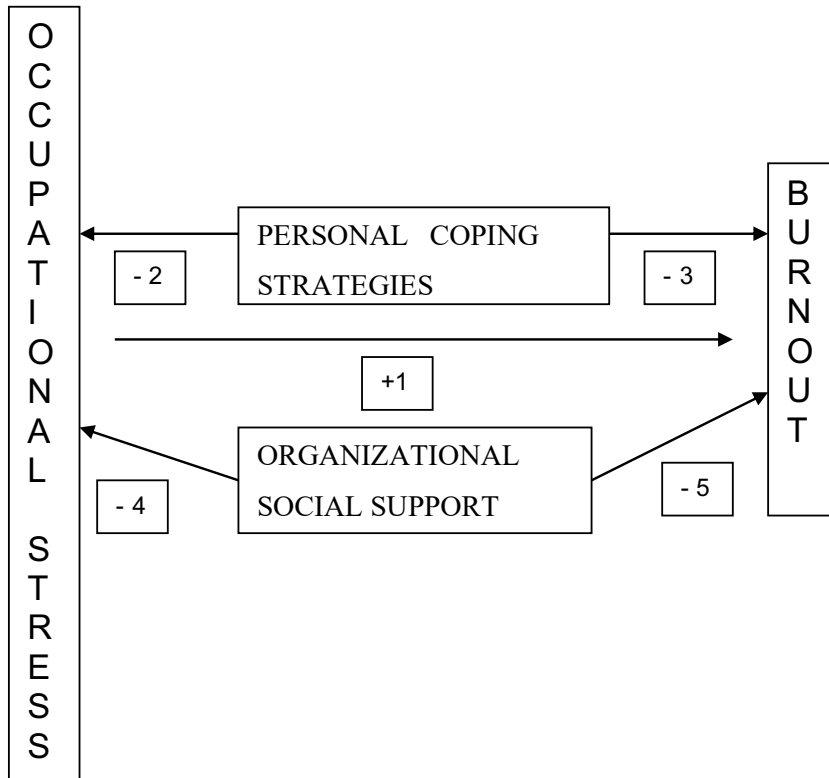 OCCUPATIONAL STRESS
PERSONAL COPING
STRATEGIES
- 2
- 3
+1
ORGANIZATIONAL
SOCIAL SUPPORT
- 4
- 5
BURNOUT